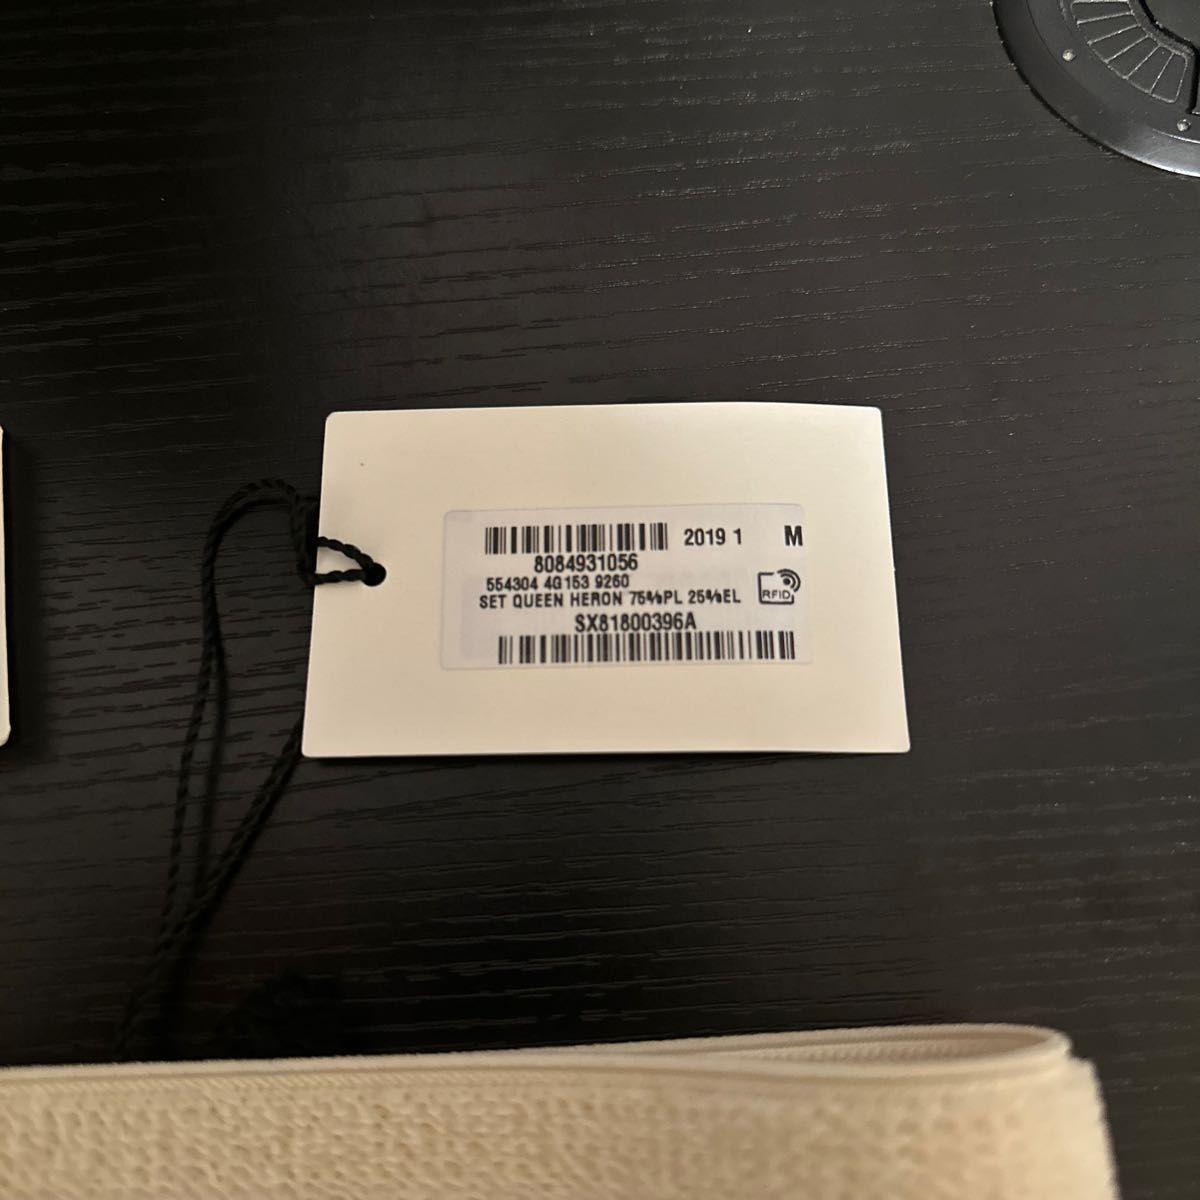 2019 1 M
8084931056
554304 4G153 9260
SET QUEEN HERON 75%PL 25%EL
RFID
SX81800396A